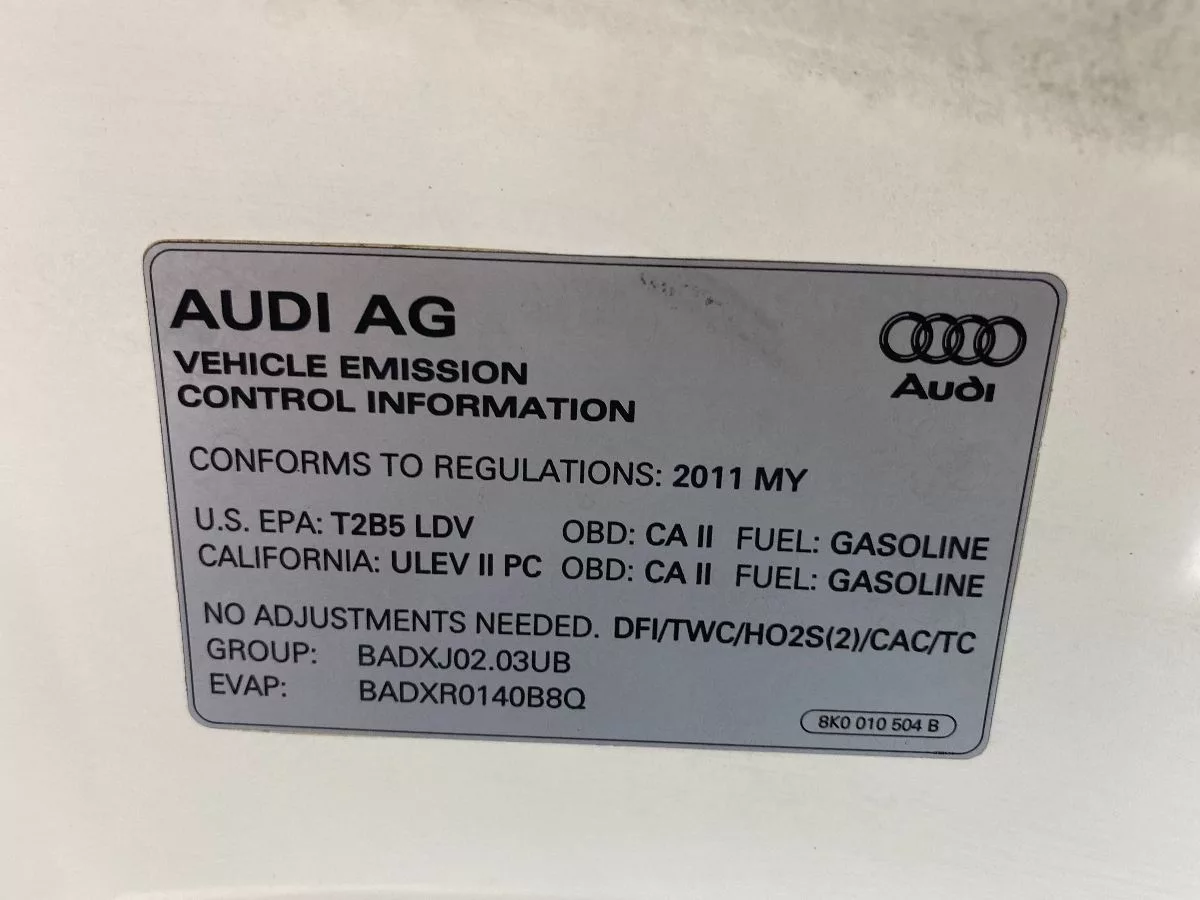 AUDI AG
VEHICLE EMISSION
CONTROL INFORMATION
Audi
CONFORMS TO REGULATIONS: 2011 MY
U.S. EPA: T2B5 LDV OBD: CA II FUEL: GASOLINE
CALIFORNIA: ULEV II PC OBD: CA II FUEL: GASOLINE
NO ADJUSTMENTS NEEDED. DFI/TWC/HO2S(2)/CAC/TC
GROUP: BADXJ02.03UB
EVAP: BADXR0140B8Q
8K0 010 504 B